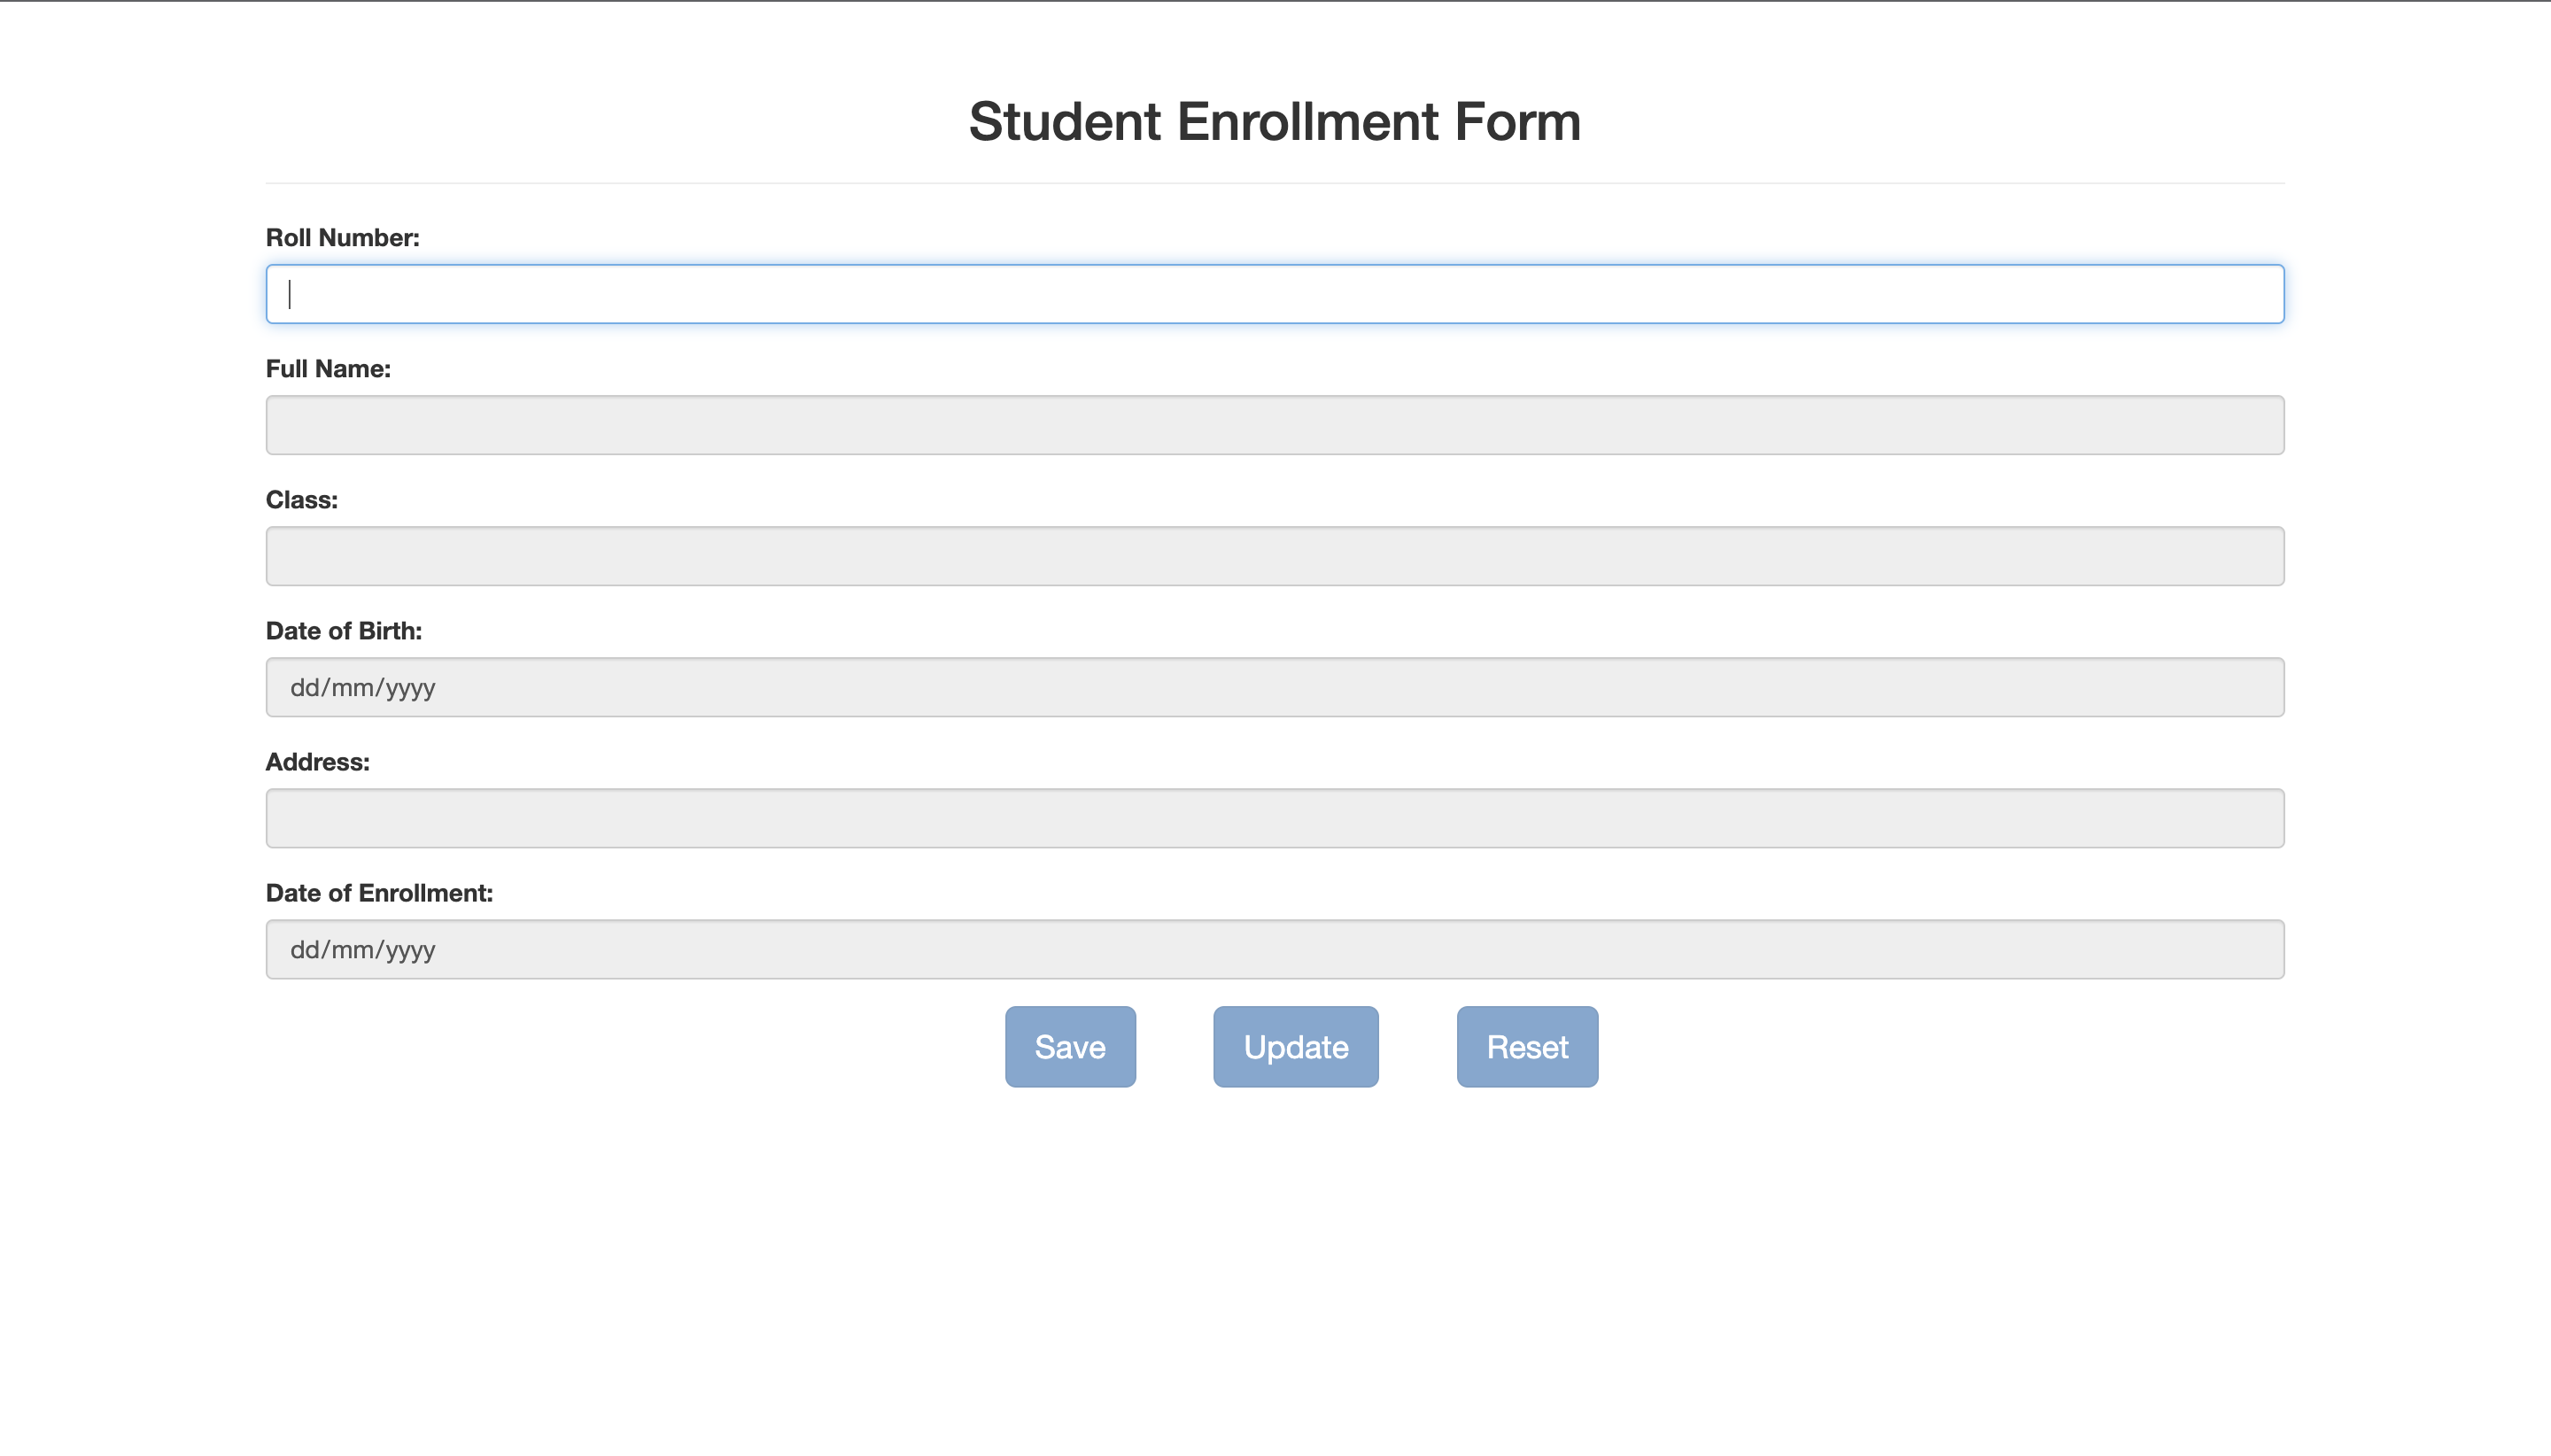 Student Enrollment Form
Roll Number:
Full Name:
Class:
Date of Birth:
dd/mm/yyyy
Address:
Date of Enrollment:
dd/mm/yyyy
Save Update Reset